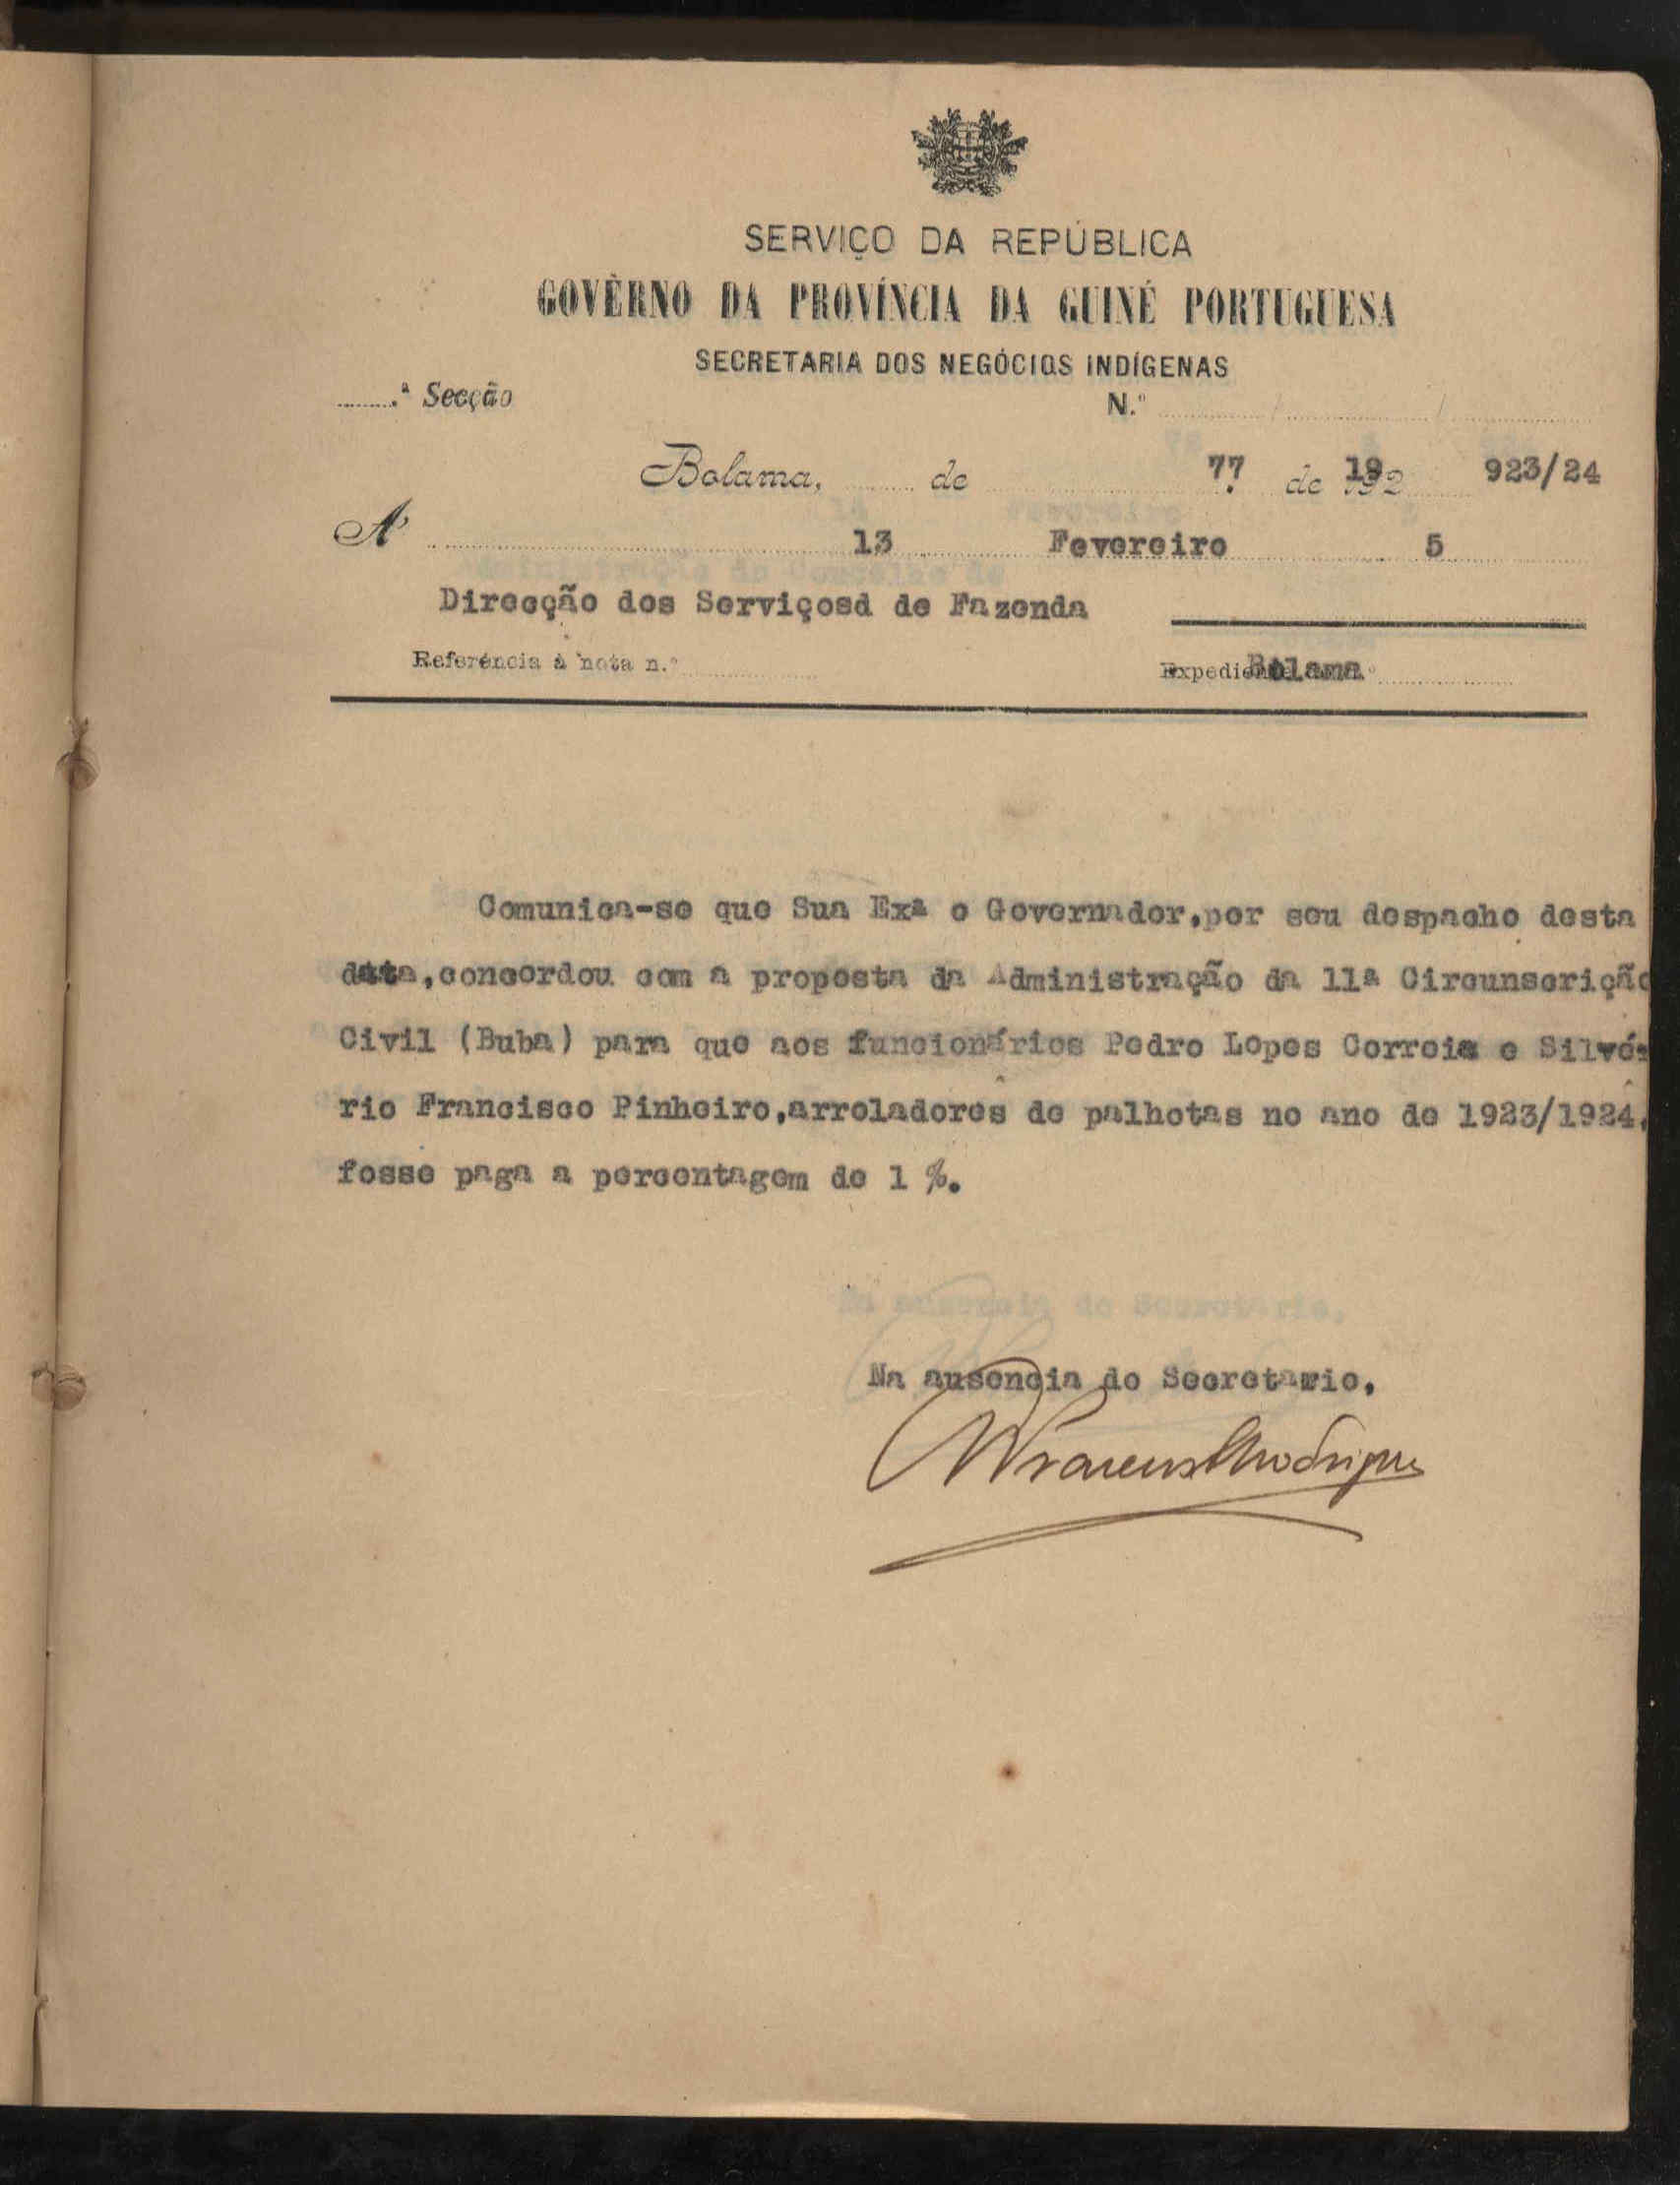 SERVIÇO DA REPÚBLICA
GOVÊRNO DA PROVÍNCIA DA GUINÉ PORTUGUESA
SECRETARIA DOS NEGÓCIOS INDÍGENAS
.ª Secção N.º / /
Bolama, de 77. de 192 19 923/24
A' 13 Fevereiro 5
Direcção dos Serviçosd de Fazenda
Referéncia à nota n.º Expediente n.º Bolama
Comunica-se que Sua Exª o Governador,por seu despacho desta
data,concordou com a proposta da Administração da 11ª Circunscrição
Civil (Buba) para que aos funcionários Pedro Lopes Correia e Silvé-
rio Francisco Pinheiro,arroladores de palhotas no ano de 1923/1924,
fosse paga a percentagem de 1 %.
Na ausencia do Secretario,